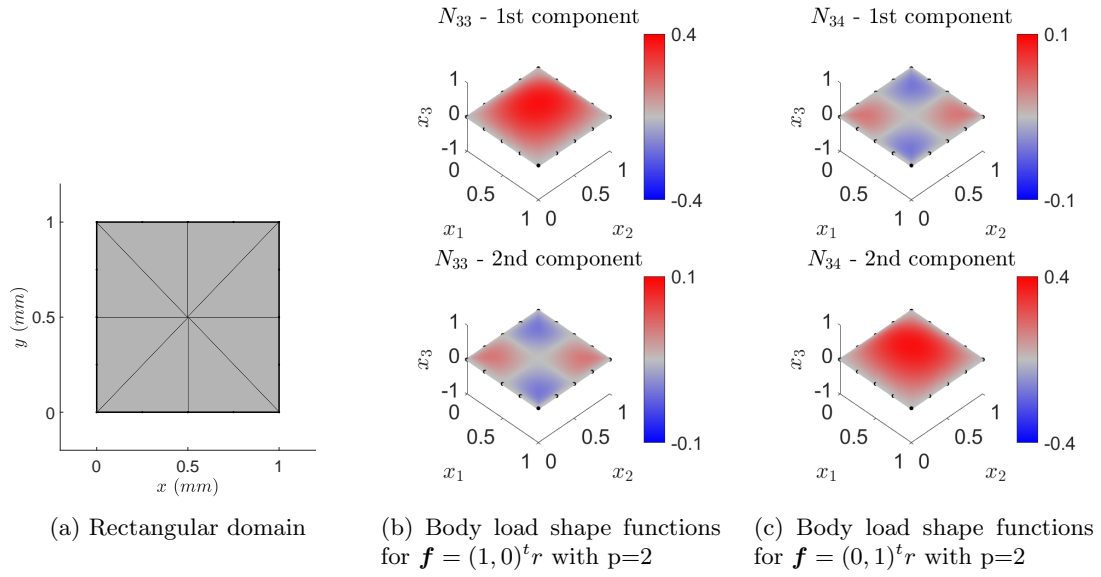 N33 - 1st component
0.4
-0.4
1
0
-1
x3
0
0.5
1
x1
0
0.5
1
x2
N34 - 1st component
0.1
-0.1
1
0
-1
x3
0
0.5
1
x1
0
0.5
1
x2
N33 - 2nd component
0.1
-0.1
1
0
-1
x3
0
0.5
1
x1
0
0.5
1
x2
N34 - 2nd component
0.4
-0.4
1
0
-1
x3
0
0.5
1
x1
0
0.5
1
x2
1
0.5
0
y (mm)
0
0.5
1
x (mm)
(a) Rectangular domain
(b) Body load shape functions
for f = (1, 0)^t r with p=2
(c) Body load shape functions
for f = (0, 1)^t r with p=2